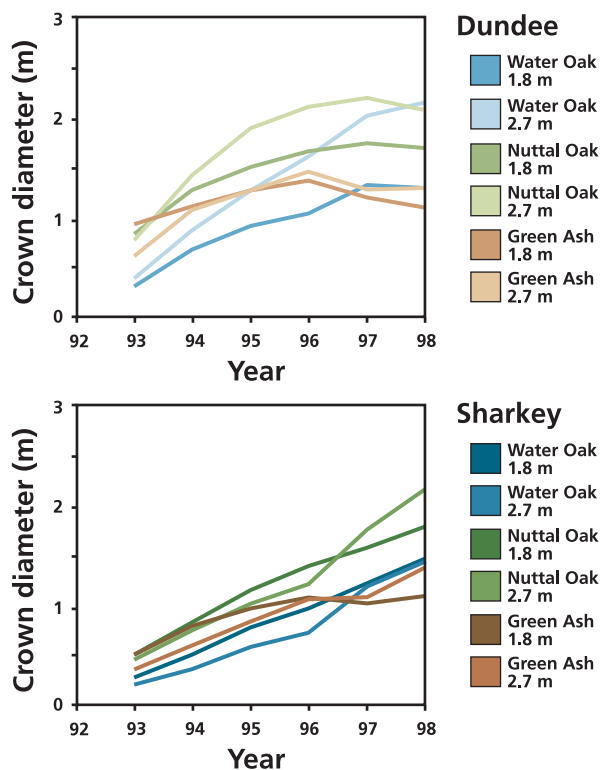 Dundee
Crown diameter (m)
3
2
1
0
92 93 94 95 96 97 98
Year
Water Oak
1.8 m
Water Oak
2.7 m
Nuttal Oak
1.8 m
Nuttal Oak
2.7 m
Green Ash
1.8 m
Green Ash
2.7 m
Sharkey
Crown diameter (m)
3
2
1
0
92 93 94 95 96 97 98
Year
Water Oak
1.8 m
Water Oak
2.7 m
Nuttal Oak
1.8 m
Nuttal Oak
2.7 m
Green Ash
1.8 m
Green Ash
2.7 m